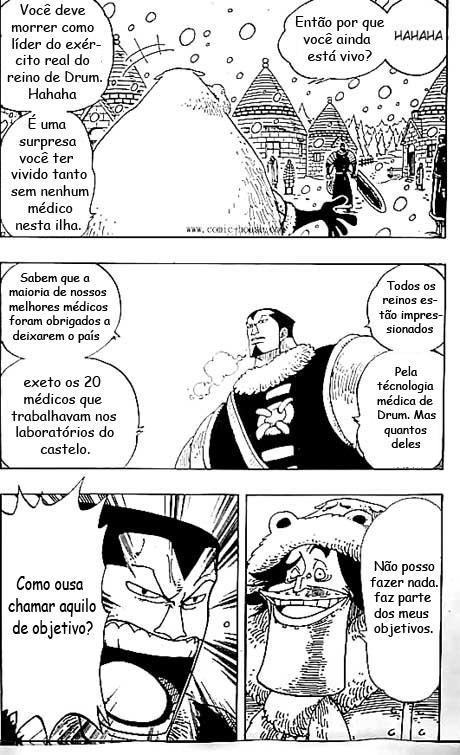 HAHAHA
Então por que
você ainda
está vivo?
Você deve
morrer como
líder do exér-
cito real do
reino de Drum.
Hahaha
É uma
surpresa
você ter
vivido tanto
sem nenhum
médico
nesta ilha.
Todos os
reinos es-
tão impres-
sionados
Pela
técnologia
médica de
Drum. Mas
quantos
deles
Sabem que a
maioria de nossos
melhores médicos
foram obrigados a
deixarem o país
exeto os 20
médicos que
trabalhavam nos
laboratórios do
castelo.
Não posso
fazer nada.
faz parte
dos meus
objetivos.
Como ousa
chamar aquilo
de objetivo?